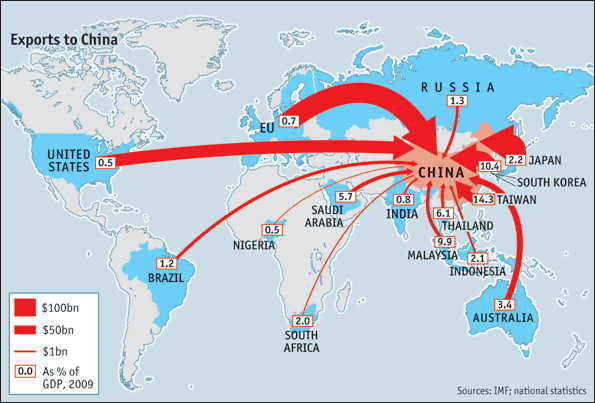 Exports to China
RUSSIA
1.3
EU
0.7
UNITED
STATES
0.5
CHINA
2.2
JAPAN
10.4
SOUTH KOREA
14.3
TAIWAN
5.7
SAUDI
ARABIA
0.8
INDIA
6.1
THAILAND
0.5
NIGERIA
9.9
MALAYSIA
2.1
INDONESIA
1.2
BRAZIL
2.0
SOUTH
AFRICA
3.4
AUSTRALIA
$100bn
$50bn
$1bn
0.0 As % of
GDP, 2009
Sources: IMF; national statistics